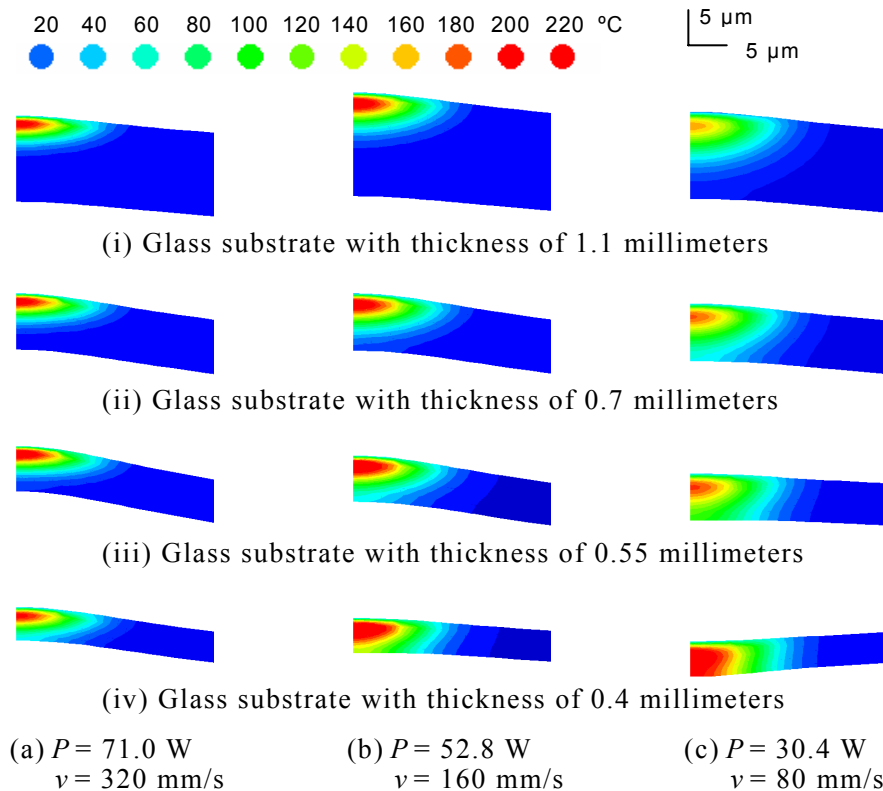 20 40 60 80 100 120 140 160 180 200 220 ºC
5 µm
5 µm
(i) Glass substrate with thickness of 1.1 millimeters
(ii) Glass substrate with thickness of 0.7 millimeters
(iii) Glass substrate with thickness of 0.55 millimeters
(iv) Glass substrate with thickness of 0.4 millimeters
(a) P = 71.0 W
v = 320 mm/s
(b) P = 52.8 W
v = 160 mm/s
(c) P = 30.4 W
v = 80 mm/s